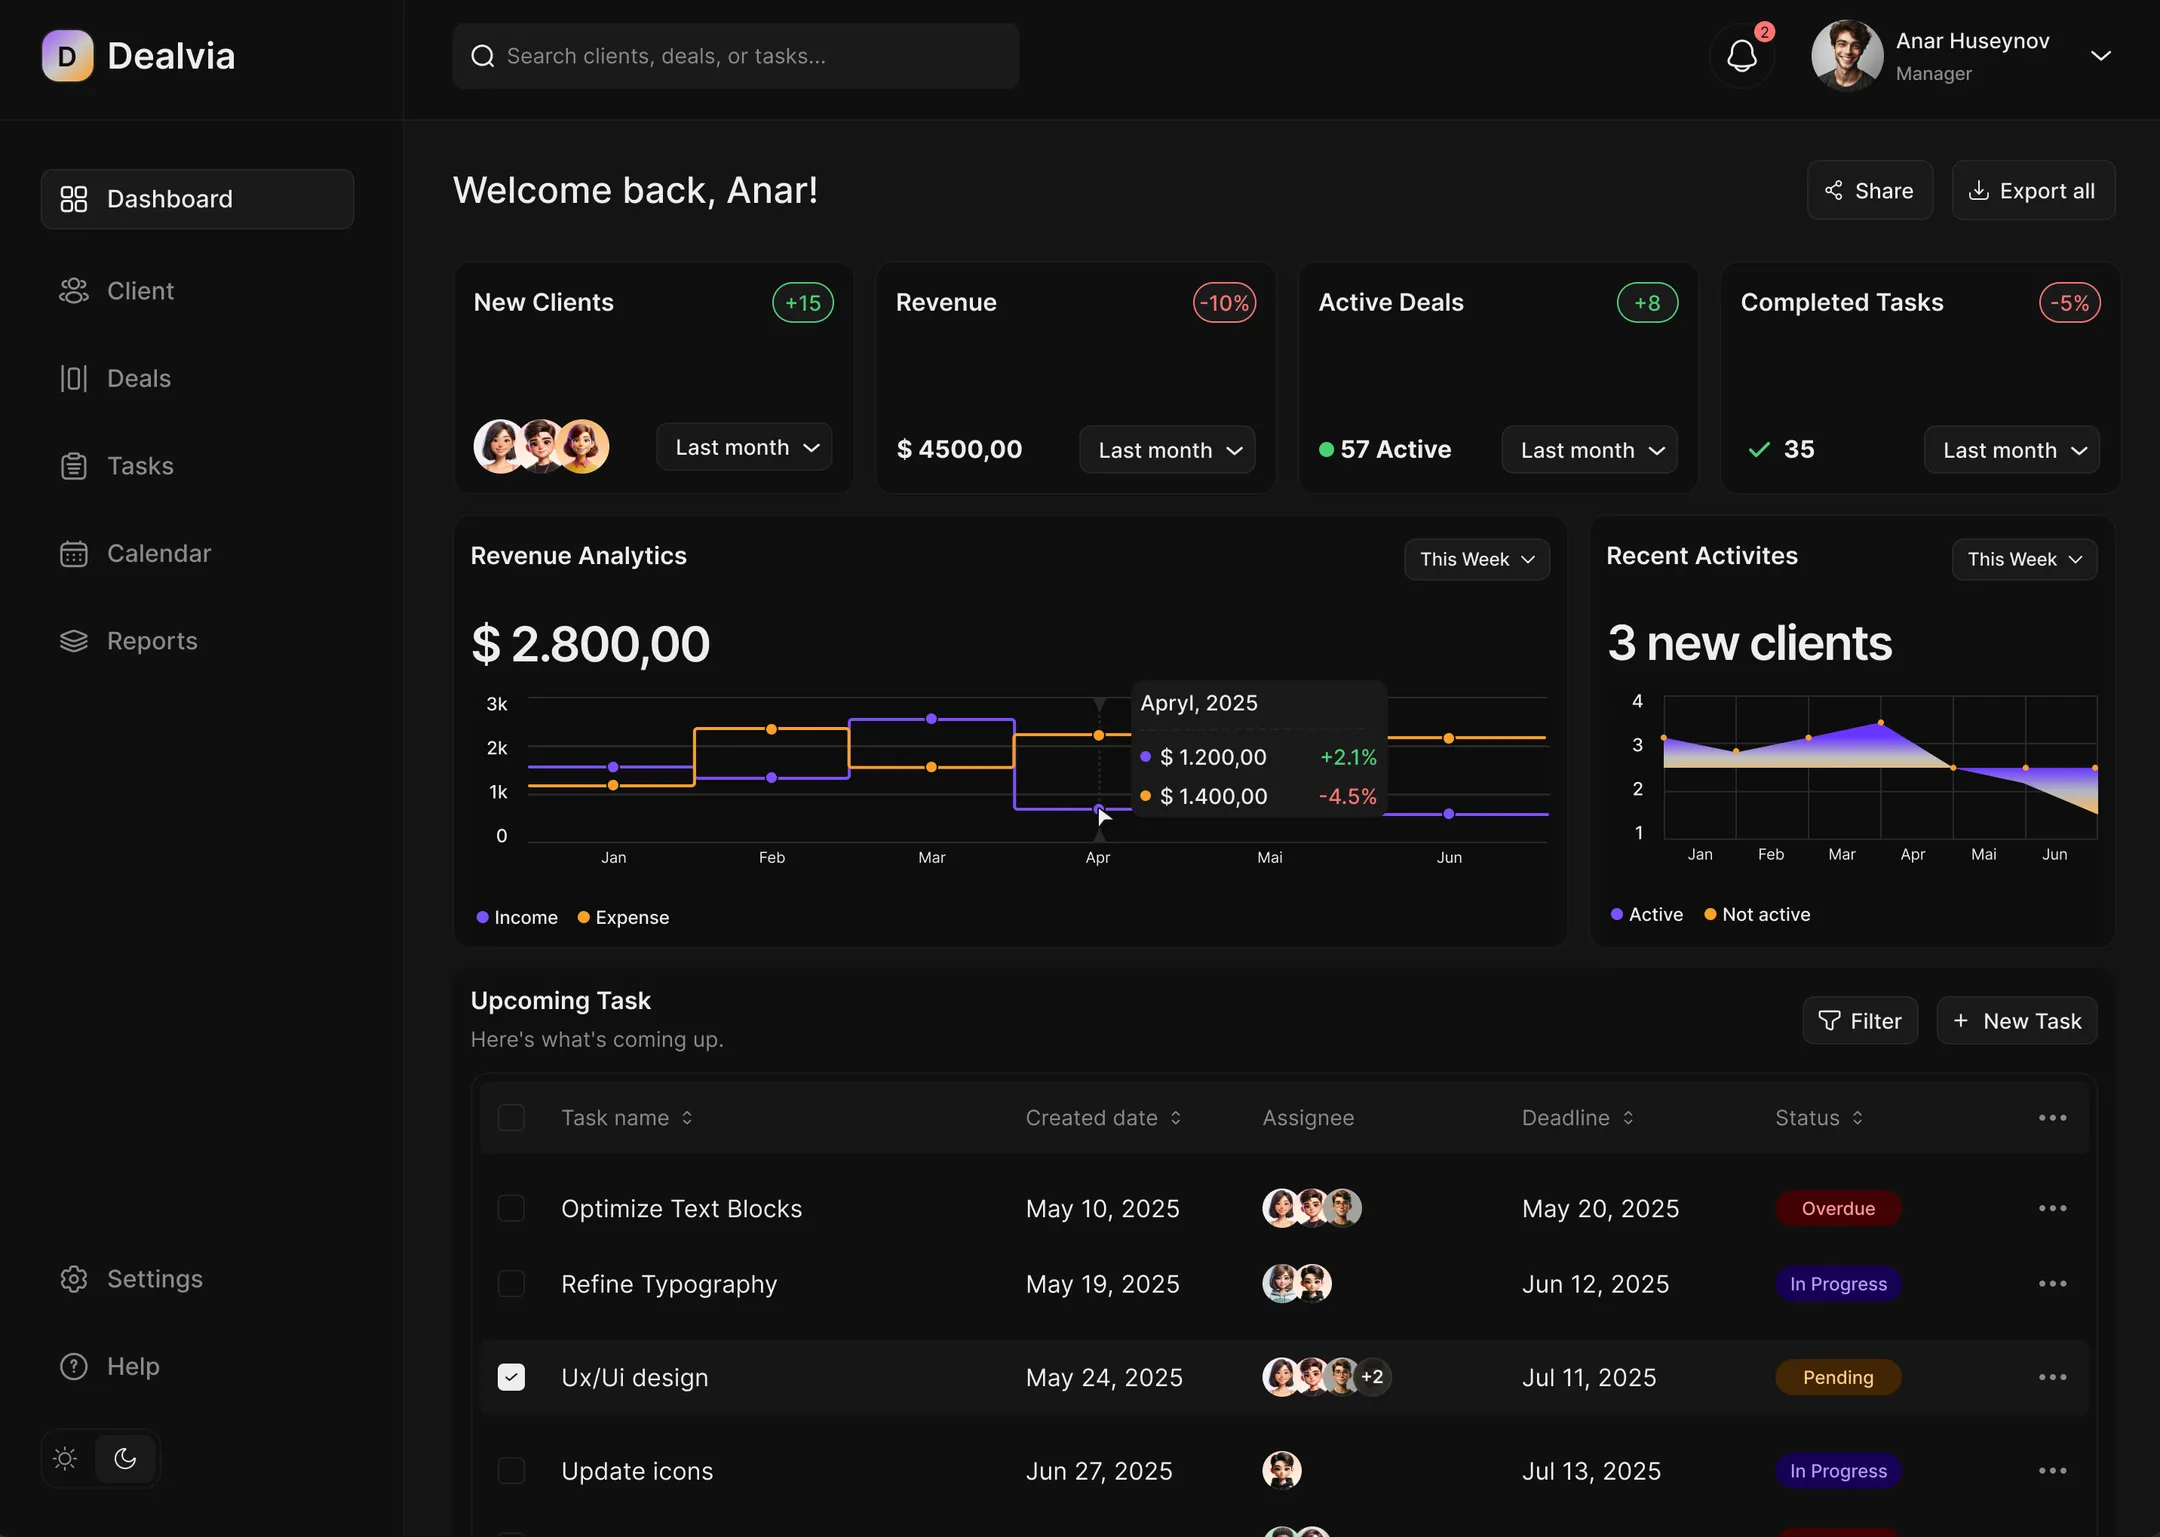 D Dealvia
Search clients, deals, or tasks...
2
Anar Huseynov
Manager
Dashboard
Client
Deals
Tasks
Calendar
Reports
Settings
Help
Welcome back, Anar!
Share
Export all
New Clients +15
Last month
Revenue -10%
$ 4500,00 Last month
Active Deals +8
57 Active Last month
Completed Tasks -5%
35 Last month
Revenue Analytics This Week
$ 2.800,00
3k
2k
1k
0
Jan Feb Mar Apr Mai Jun
Apryl, 2025
$ 1.200,00 +2.1%
$ 1.400,00 -4.5%
Income Expense
Recent Activites This Week
3 new clients
4
3
2
1
Jan Feb Mar Apr Mai Jun
Active Not active
Upcoming Task
Here's what's coming up.
Filter
+ New Task
Task name Created date Assignee Deadline Status
Optimize Text Blocks May 10, 2025 May 20, 2025 Overdue
Refine Typography May 19, 2025 Jun 12, 2025 In Progress
Ux/Ui design May 24, 2025 +2 Jul 11, 2025 Pending
Update icons Jun 27, 2025 Jul 13, 2025 In Progress